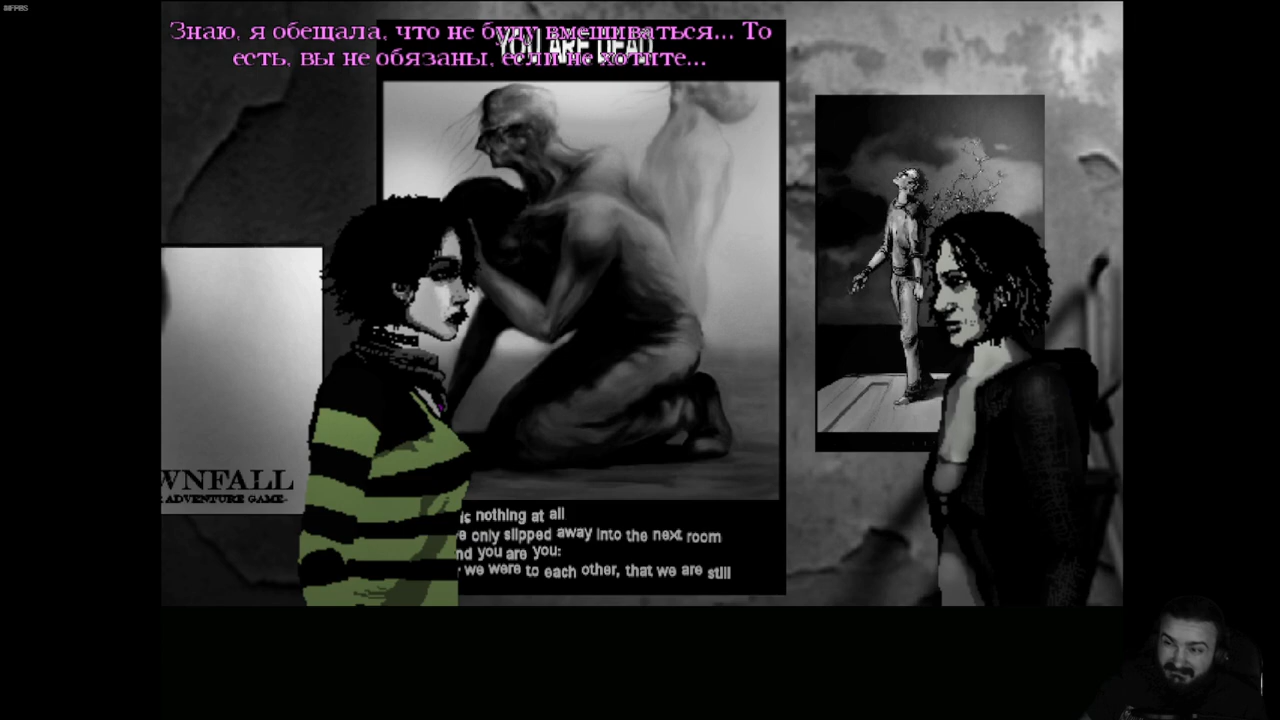 Знаю, я обещала, что не буду вмешиваться... То
есть, вы не обязаны, если не хотите...
YOU ARE DEAD
WNFALL
ADVENTURE GAME-
is nothing at all
e only slipped away into the next room
nd you are you:
we were to each other, that we are still